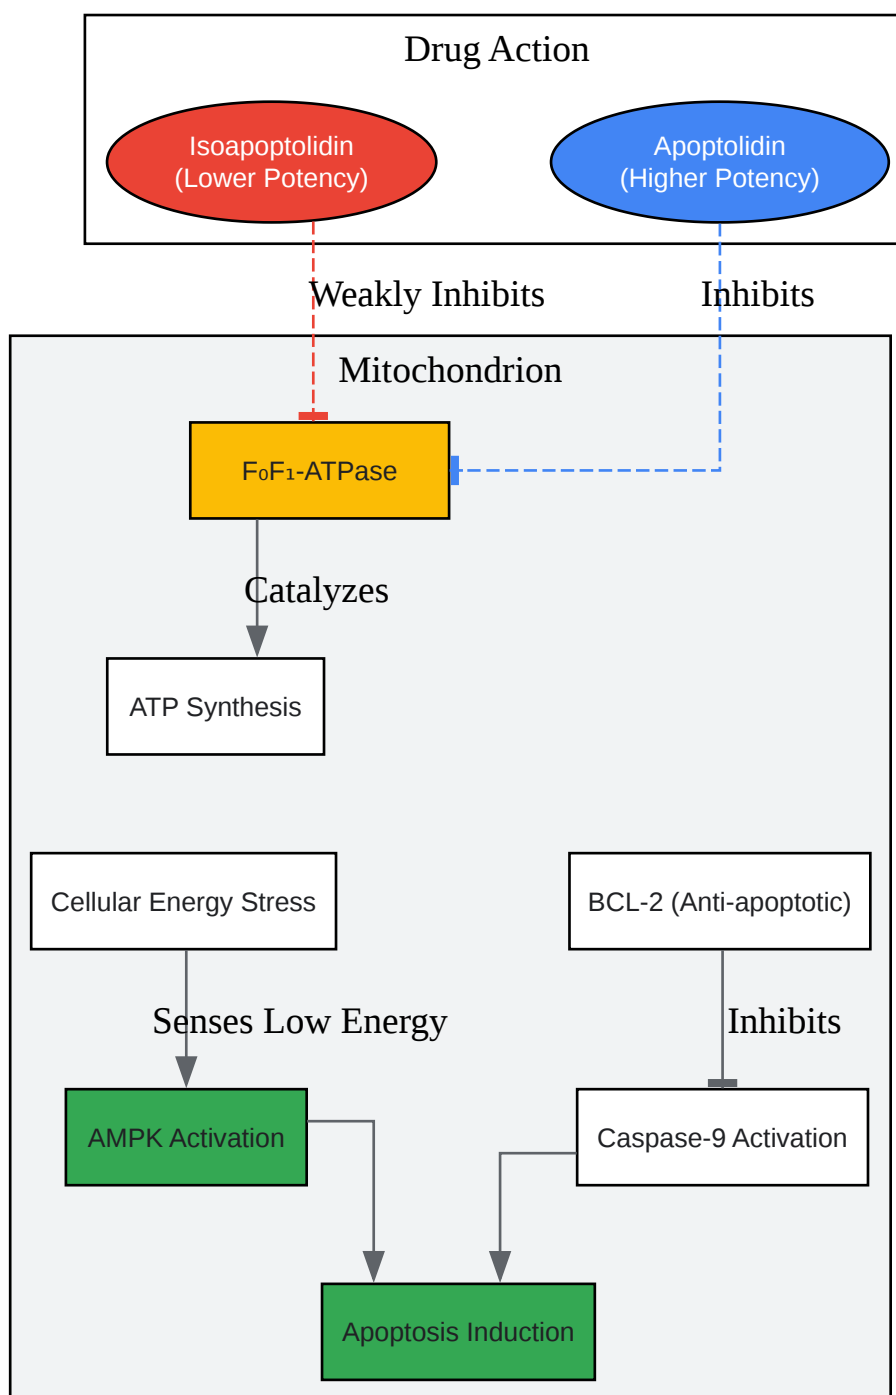 Drug Action
Isoapoptolidin
(Lower Potency)
Apoptolidin
(Higher Potency)
Weakly Inhibits
Inhibits
Mitochondrion
F₀F₁-ATPase
Catalyzes
ATP Synthesis
Cellular Energy Stress
BCL-2 (Anti-apoptotic)
Senses Low Energy
Inhibits
AMPK Activation
Caspase-9 Activation
Apoptosis Induction